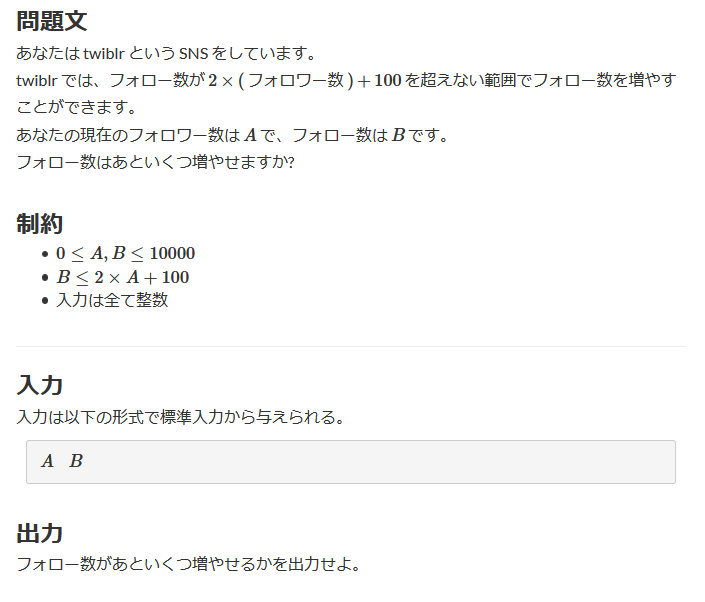 問題文
あなたは twiblr という SNS をしています。
twiblr では、フォロー数が 2 × ( フォロワー数 ) + 100 を超えない範囲でフォロー数を増やす
ことができます。
あなたの現在のフォロワー数は A で、フォロー数は B です。
フォロー数はあといくつ増やせますか?
制約
• 0 ≤ A, B ≤ 10000
• B ≤ 2 × A + 100
• 入力は全て整数
入力
入力は以下の形式で標準入力から与えられる。
A B
出力
フォロー数があといくつ増やせるかを出力せよ。